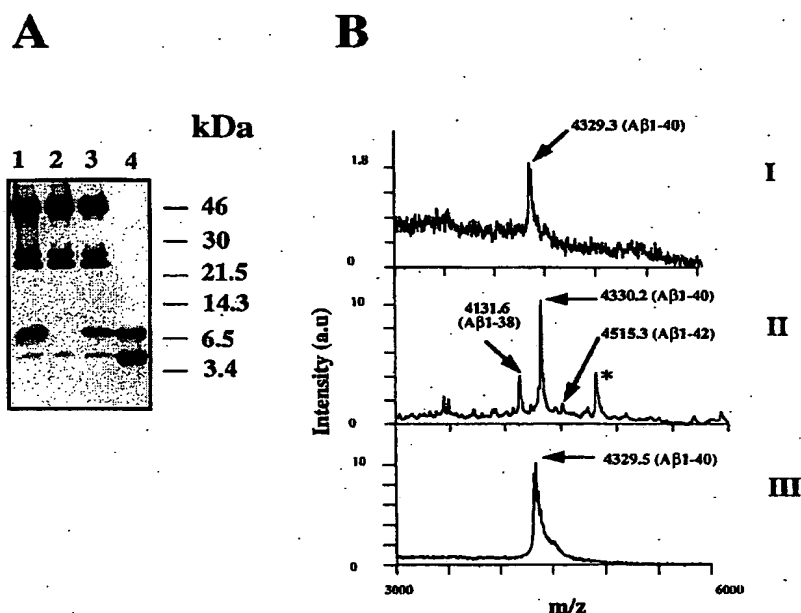 A
B
kDa
1 2 3 4
46
30
21.5
14.3
6.5
3.4
Intensity (a.u)
4329.3 (Aβ1-40)
1.8
0
I
4330.2 (Aβ1-40)
10
4131.6
(Aβ1-38)
4515.3 (Aβ1-42)
*
0
II
4329.5 (Aβ1-40)
10
0
III
3000
6000
m/z